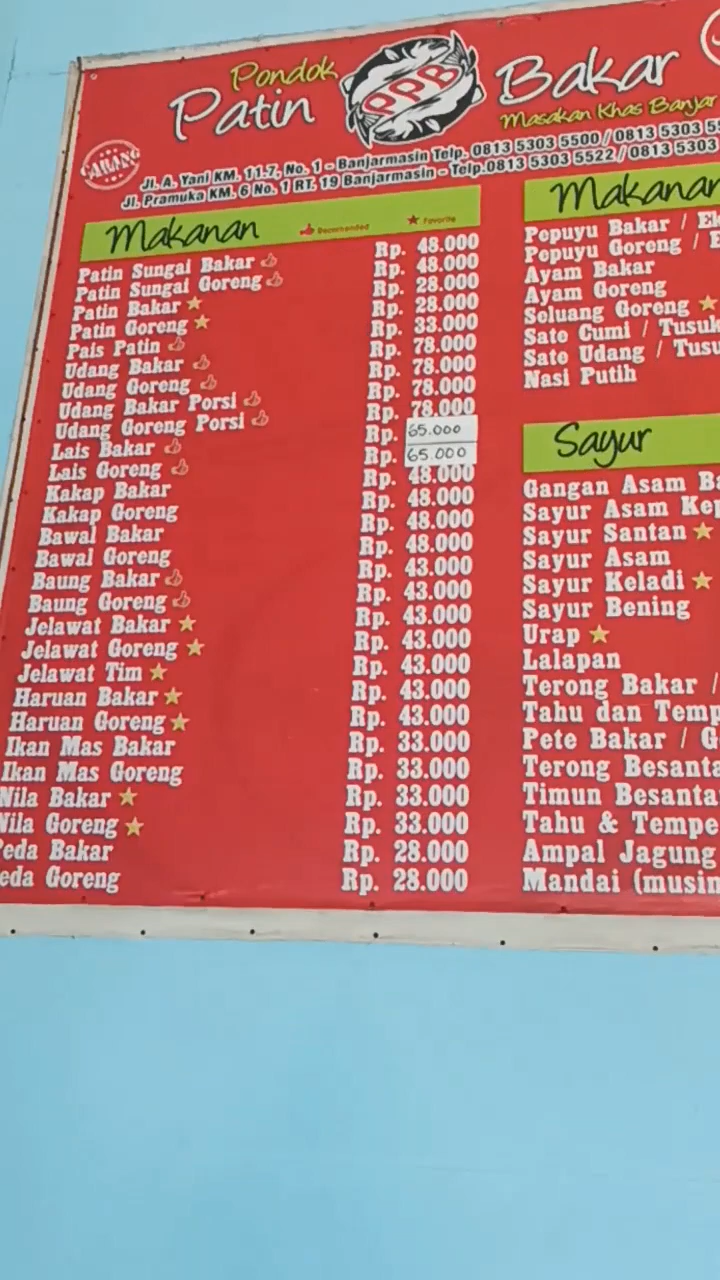 Pondok
Patin
PPB
Bakar
Masakan Khas Banjar
CABANG
Jl. A. Yani KM. 11.7, No. 1 - Banjarmasin Telp. 0813 5303 5500 / 0813 5303
Jl. Pramuka KM. 6 No. 1 RT. 19 Banjarmasin - Telp.0813 5303 5522 / 0813 5303
Makanan Recomended Favorite
Patin Sungai Bakar Rp. 48.000
Patin Sungai Goreng Rp. 48.000
Patin Bakar Rp. 28.000
Patin Goreng Rp. 28.000
Pais Patin Rp. 33.000
Udang Bakar Rp. 78.000
Udang Goreng Rp. 78.000
Udang Bakar Porsi Rp. 78.000
Udang Goreng Porsi Rp. 78.000
Lais Bakar Rp. 65.000
Lais Goreng Rp. 65.000
Kakap Bakar Rp. 48.000
Kakap Goreng Rp. 48.000
Bawal Bakar Rp. 48.000
Bawal Goreng Rp. 48.000
Baung Bakar Rp. 43.000
Baung Goreng Rp. 43.000
Jelawat Bakar Rp. 43.000
Jelawat Goreng Rp. 43.000
Jelawat Tim Rp. 43.000
Haruan Bakar Rp. 43.000
Haruan Goreng Rp. 43.000
Ikan Mas Bakar Rp. 33.000
Ikan Mas Goreng Rp. 33.000
Nila Bakar Rp. 33.000
Nila Goreng Rp. 33.000
eda Bakar Rp. 28.000
eda Goreng Rp. 28.000
Makanan
Pepuyu Bakar /
Pepuyu Goreng /
Ayam Bakar
Ayam Goreng
Seluang Goreng
Sate Cumi / Tusuk
Sate Udang / Tusu
Nasi Putih
Sayur
Gangan Asam Ba
Sayur Asam Kep
Sayur Santan
Sayur Asam
Sayur Keladi
Sayur Bening
Urap
Lalapan
Terong Bakar /
Tahu dan Temp
Pete Bakar / G
Terong Besanta
Timun Besanta
Tahu & Tempe
Ampal Jagung
Mandai (musim